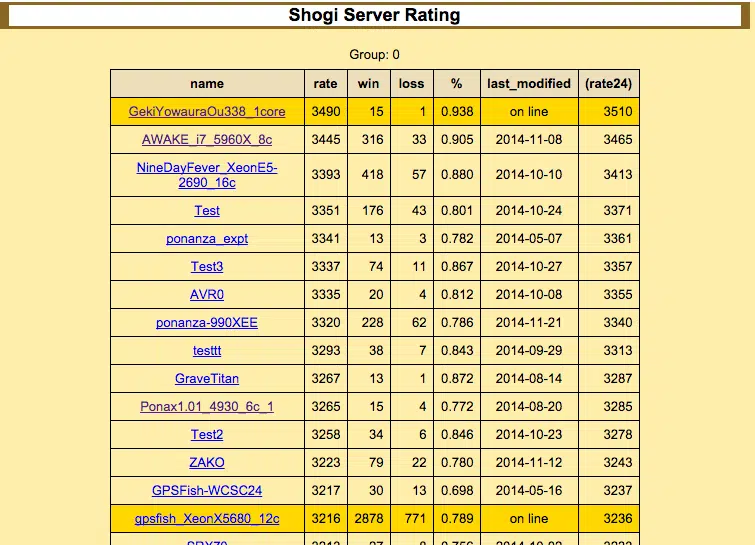 Shogi Server Rating
Group: 0
name rate win loss % last_modified (rate24)
GekiYowauraOu338_1core 3490 15 1 0.938 on line 3510
AWAKE_i7_5960X_8c 3445 316 33 0.905 2014-11-08 3465
NineDayFever_XeonE5-
2690_16c 3393 418 57 0.880 2014-10-10 3413
Test 3351 176 43 0.801 2014-10-24 3371
ponanza_expt 3341 13 3 0.782 2014-05-07 3361
Test3 3337 74 11 0.867 2014-10-27 3357
AVR0 3335 20 4 0.812 2014-10-08 3355
ponanza-990XEE 3320 228 62 0.786 2014-11-21 3340
testtt 3293 38 7 0.843 2014-09-29 3313
GraveTitan 3267 13 1 0.872 2014-08-14 3287
Ponax1.01_4930_6c_1 3265 15 4 0.772 2014-08-20 3285
Test2 3258 34 6 0.846 2014-10-23 3278
ZAKO 3223 79 22 0.780 2014-11-12 3243
GPSFish-WCSC24 3217 30 13 0.698 2014-05-16 3237
gpsfish_XeonX5680_12c 3216 2878 771 0.789 on line 3236